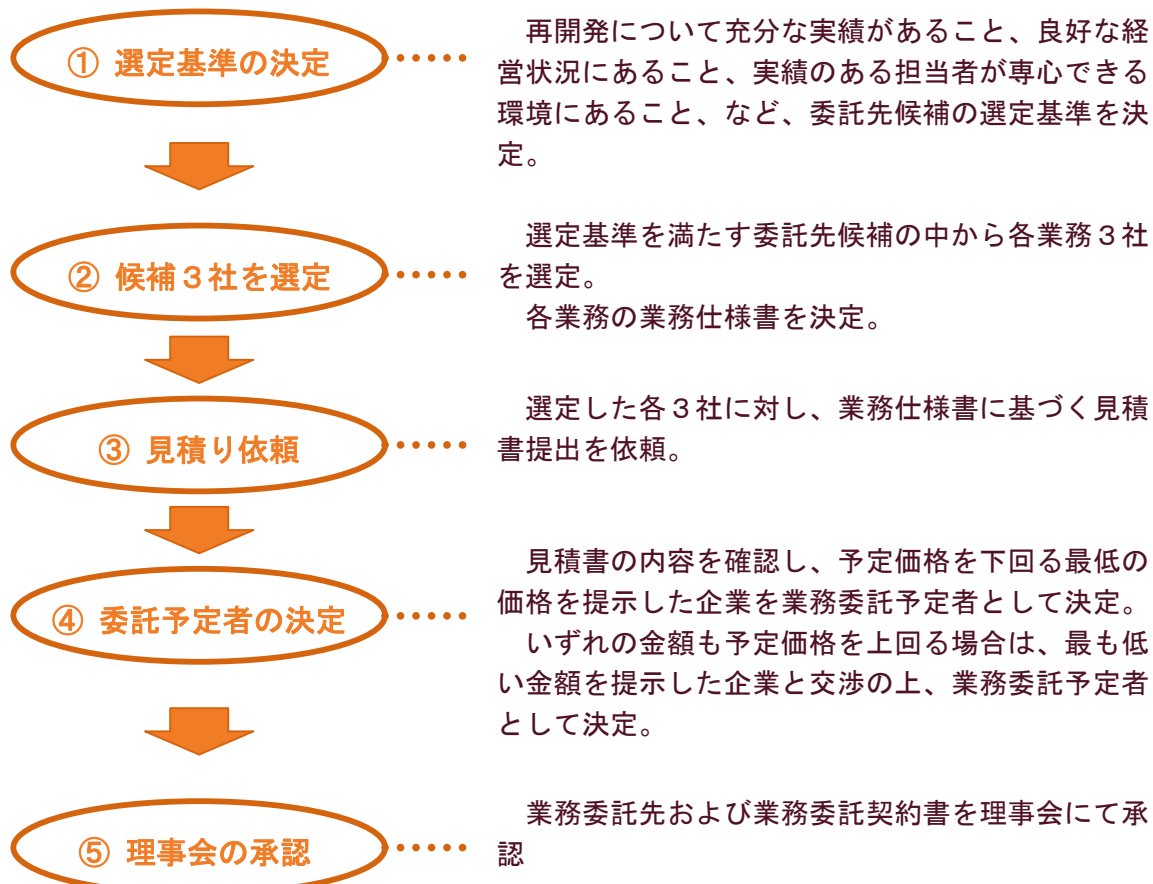 ① 選定基準の決定
再開発について充分な実績があること、良好な経
営状況にあること、実績のある担当者が専心できる
環境にあること、など、委託先候補の選定基準を決
定。
② 候補３社を選定
選定基準を満たす委託先候補の中から各業務３社
を選定。
各業務の業務仕様書を決定。
③ 見積り依頼
選定した各３社に対し、業務仕様書に基づく見積
書提出を依頼。
④ 委託予定者の決定
見積書の内容を確認し、予定価格を下回る最低の
価格を提示した企業を業務委託予定者として決定。
いずれの金額も予定価格を上回る場合は、最も低
い金額を提示した企業と交渉の上、業務委託予定者
として決定。
⑤ 理事会の承認
業務委託先および業務委託契約書を理事会にて承
認